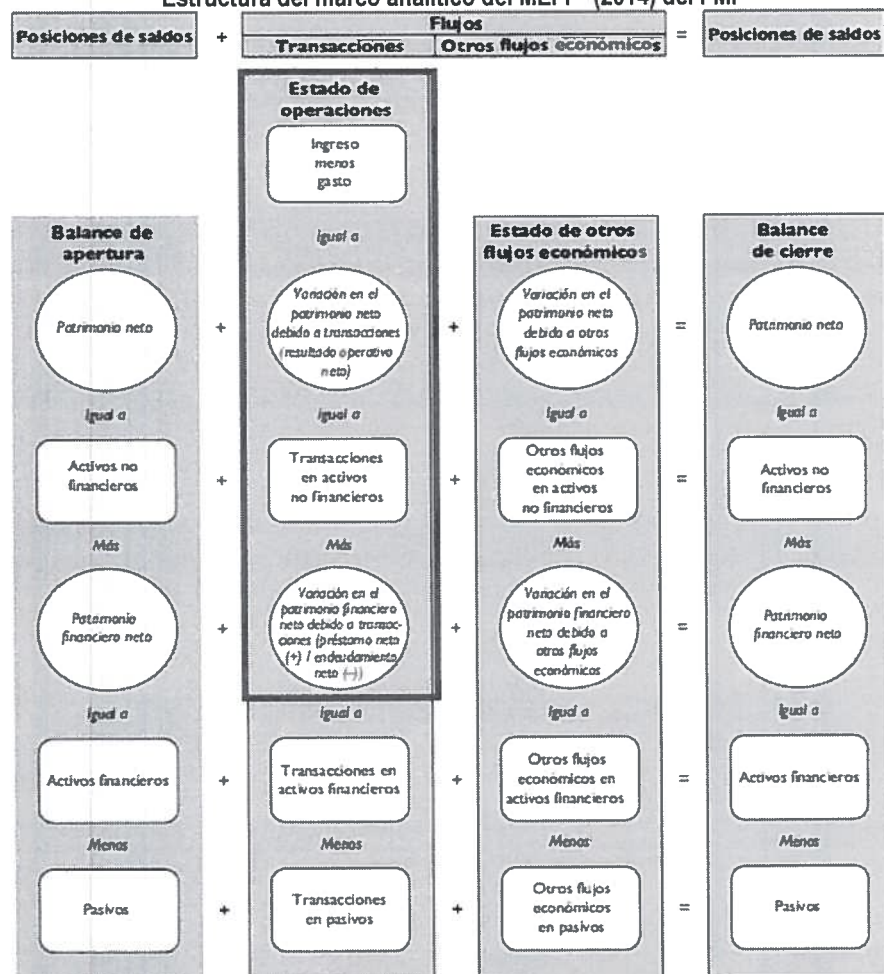 Estructura del marco analítico del MEFP (2014) del FMI
Posiciones de saldos
+
Flujos
Transacciones
Otros flujos económicos
=
Posiciones de saldos
Balance de
apertura
Patrimonio neto
Igual a
Activos no
financieros
Más
Patrimonio
financiero neto
Igual a
Activos financieros
Menos
Pasivos
+
+
+
+
+
Estado de
operaciones
Ingreso
menos
gasto
Igual a
Variación en el
patrimonio neto
debido a transacciones
(resultado operativo
neto)
Igual a
Transacciones
en activos
no financieros
Más
Variación en el
patrimonio financiero
neto debido a transac-
ciones (préstamo neto
(+) / endeudamiento
neto (–))
Igual a
Transacciones en
activos financieros
Menos
Transacciones
en pasivos
+
+
+
+
+
Estado de otros
flujos económicos
Variación en el
patrimonio neto
debido a otros
flujos económicos
Igual a
Otros flujos
económicos
en activos
no financieros
Más
Variación en el
patrimonio financiero
neto debido a
otros flujos
económicos
Igual a
Otros flujos
económicos en
activos financieros
Menos
Otros flujos
económicos
en pasivos
=
=
=
=
=
Balance
de cierre
Patrimonio neto
Igual a
Activos no
financieros
Más
Patrimonio
financiero neto
Igual a
Activos financieros
Menos
Pasivos